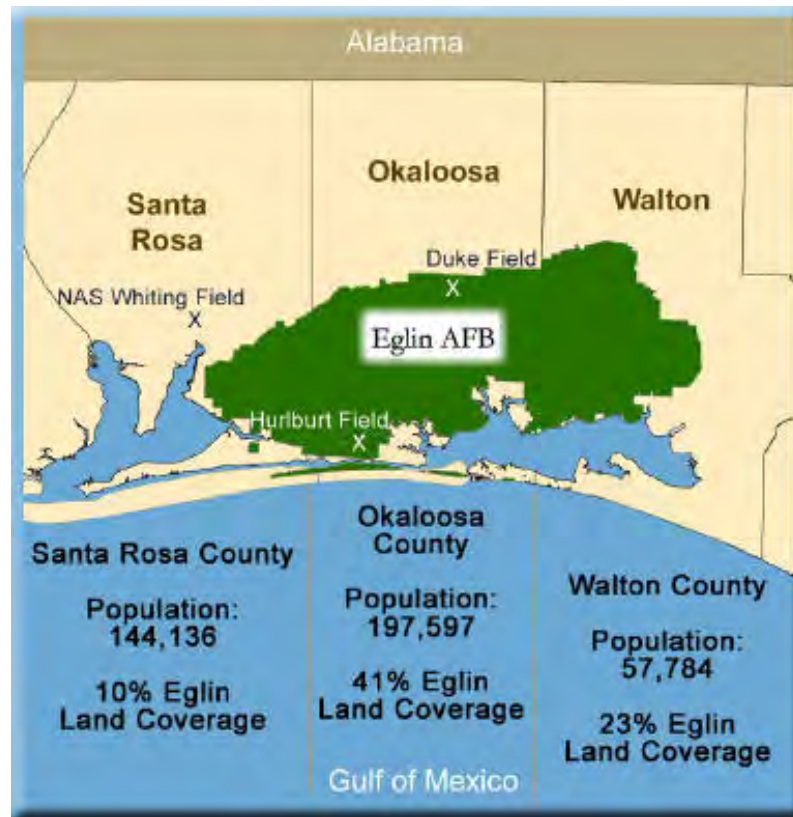 Alabama
Okaloosa
Walton
Santa
Rosa
Duke Field
X
NAS Whiting Field
X
Eglin AFB
Hurlburt Field
X
Santa Rosa County
Population:
144,136
10% Eglin
Land Coverage
Okaloosa
County
Population:
197,597
41% Eglin
Land Coverage
Walton County
Population:
57,784
23% Eglin
Land Coverage
Gulf of Mexico